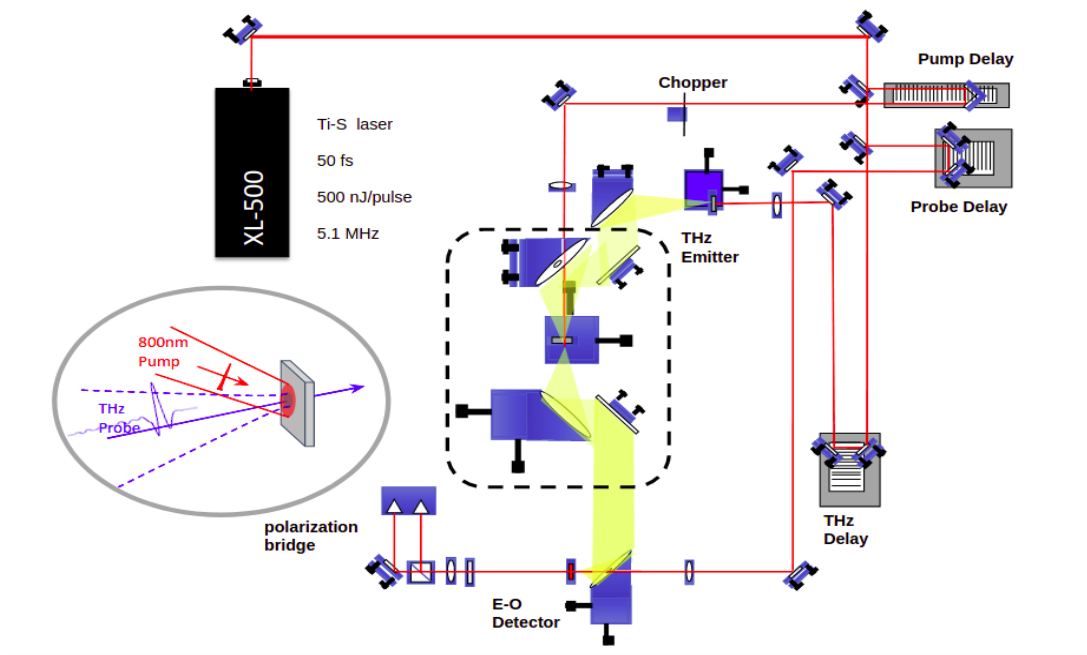 Pump Delay
Chopper
Ti-S laser
50 fs
500 nJ/pulse
5.1 MHz
XL-500
Probe Delay
THz
Emitter
800nm
Pump
THz
Probe
polarization
bridge
THz
Delay
E-O
Detector